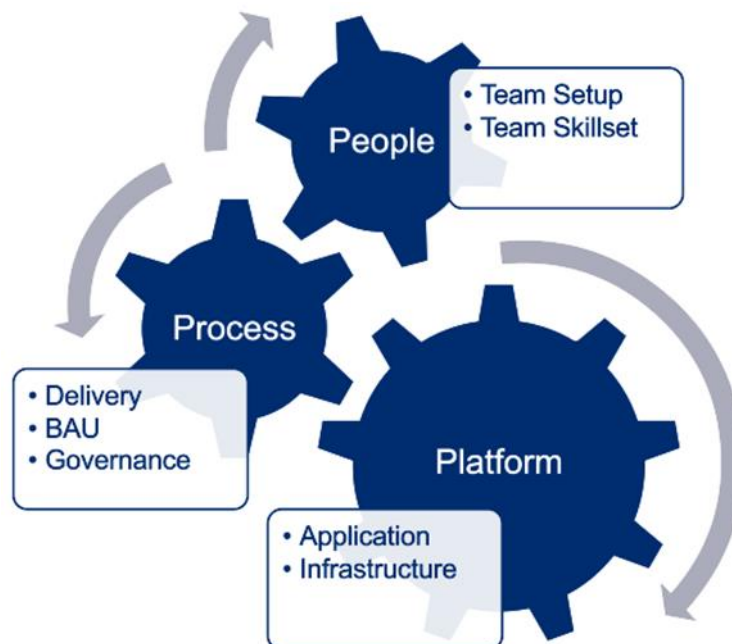 People
• Team Setup
• Team Skillset
Process
• Delivery
• BAU
• Governance
Platform
• Application
• Infrastructure